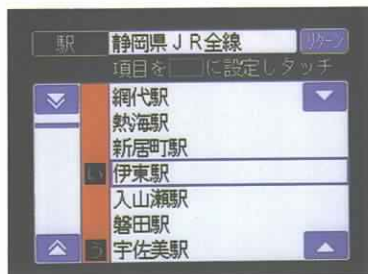 駅 静岡県JR全線 リターン
項目を に設定しタッチ
網代駅
熱海駅
新居町駅
い 伊東駅
入山瀬駅
磐田駅
う 宇佐美駅